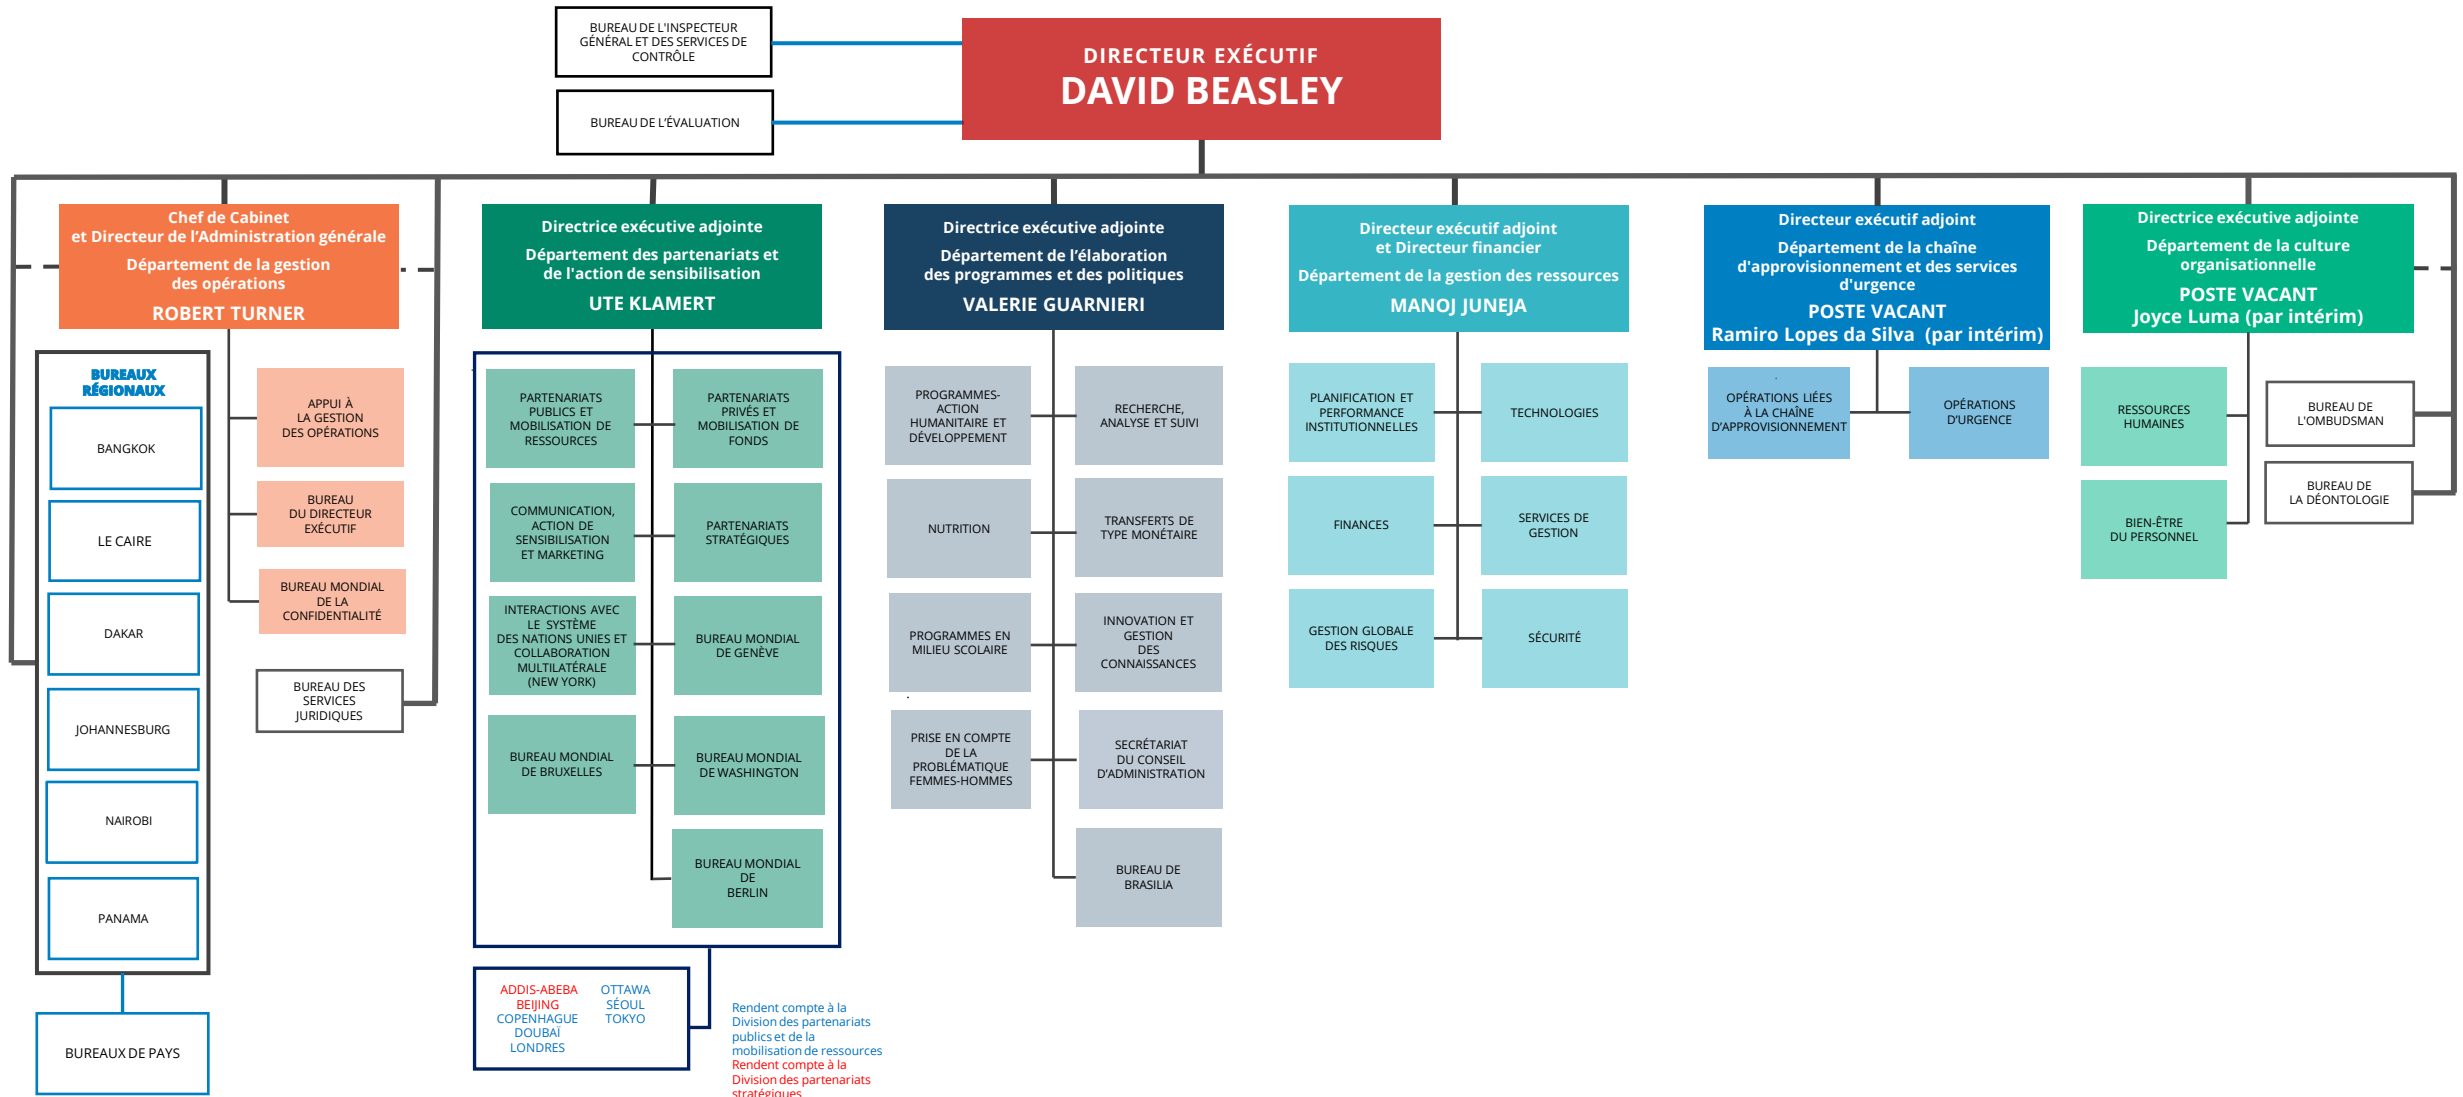 BUREAU DE L'INSPECTEUR
GÉNÉRAL ET DES SERVICES DE
CONTRÔLE
BUREAU DE L'ÉVALUATION
DIRECTEUR EXÉCUTIF
DAVID BEASLEY
Chef de Cabinet
et Directeur de l'Administration générale
Département de la gestion
des opérations
ROBERT TURNER
Directrice exécutive adjointe
Département des partenariats et
de l'action de sensibilisation
UTE KLAMERT
Directrice exécutive adjointe
Département de l'élaboration
des programmes et des politiques
VALERIE GUARNIERI
Directeur exécutif adjoint
et Directeur financier
Département de la gestion des ressources
MANOJ JUNEJA
Directeur exécutif adjoint
Département de la chaîne
d'approvisionnement et des services
d'urgence
POSTE VACANT
Ramiro Lopes da Silva (par intérim)
Directrice exécutive adjointe
Département de la culture
organisationnelle
POSTE VACANT
Joyce Luma (par intérim)
BUREAUX
RÉGIONAUX
BANGKOK
LE CAIRE
DAKAR
JOHANNESBURG
NAIROBI
PANAMA
BUREAUX DE PAYS
APPUI À
LA GESTION
DES OPÉRATIONS
BUREAU
DU DIRECTEUR
EXÉCUTIF
BUREAU MONDIAL
DE LA
CONFIDENTIALITÉ
BUREAU DES
SERVICES
JURIDIQUES
PARTENARIATS
PUBLICS ET
MOBILISATION DE
RESSOURCES
PARTENARIATS
PRIVÉS ET
MOBILISATION DE
FONDS
COMMUNICATION,
ACTION DE
SENSIBILISATION
ET MARKETING
PARTENARIATS
STRATÉGIQUES
INTERACTIONS AVEC
LE SYSTÈME
DES NATIONS UNIES ET
COLLABORATION
MULTILATÉRALE
(NEW YORK)
BUREAU MONDIAL
DE GENÈVE
BUREAU MONDIAL
DE BRUXELLES
BUREAU MONDIAL
DE WASHINGTON
BUREAU MONDIAL
DE
BERLIN
ADDIS-ABEBA
BEIJING
COPENHAGUE
DOUBAÏ
LONDRES
OTTAWA
SÉOUL
TOKYO
Rendent compte à la
Division des partenariats
publics et de la
mobilisation de ressources
Rendent compte à la
Division des partenariats
stratégiques
PROGRAMMES-
ACTION
HUMANITAIRE ET
DÉVELOPPEMENT
RECHERCHE,
ANALYSE ET SUIVI
NUTRITION
TRANSFERTS DE
TYPE MONÉTAIRE
PROGRAMMES EN
MILIEU SCOLAIRE
INNOVATION ET
GESTION
DES
CONNAISSANCES
PRISE EN COMPTE
DE LA
PROBLÉMATIQUE
FEMMES-HOMMES
SECRÉTARIAT
DU CONSEIL
D'ADMINISTRATION
BUREAU DE
BRASILIA
PLANIFICATION ET
PERFORMANCE
INSTITUTIONNELLES
TECHNOLOGIES
FINANCES
SERVICES DE
GESTION
GESTION GLOBALE
DES RISQUES
SÉCURITÉ
OPÉRATIONS LIÉES
À LA CHAÎNE
D'APPROVISIONNEMENT
OPÉRATIONS
D'URGENCE
RESSOURCES
HUMAINES
BIEN-ÊTRE
DU PERSONNEL
BUREAU DE
L'OMBUDSMAN
BUREAU DE
LA DÉONTOLOGIE